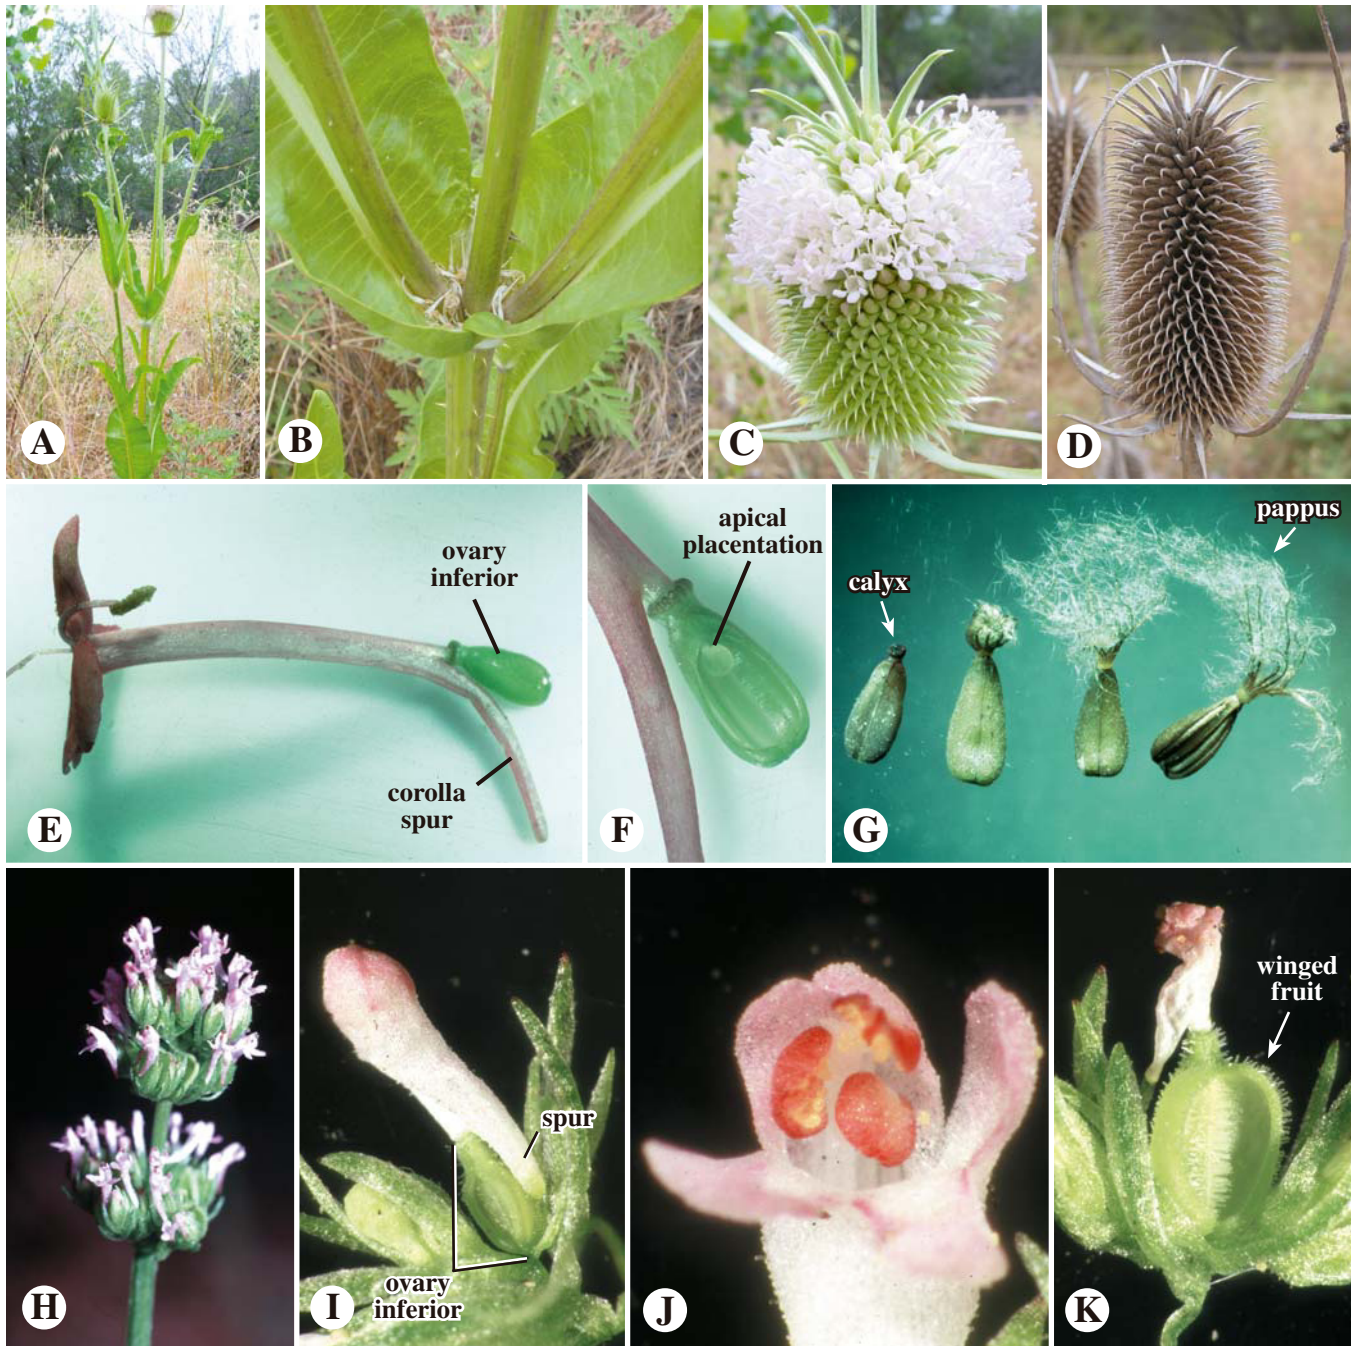 A
B
C
D
ovary
inferior
corolla
spur
E
apical
placentation
F
calyx
pappus
G
H
spur
ovary
inferior
I
J
winged
fruit
K